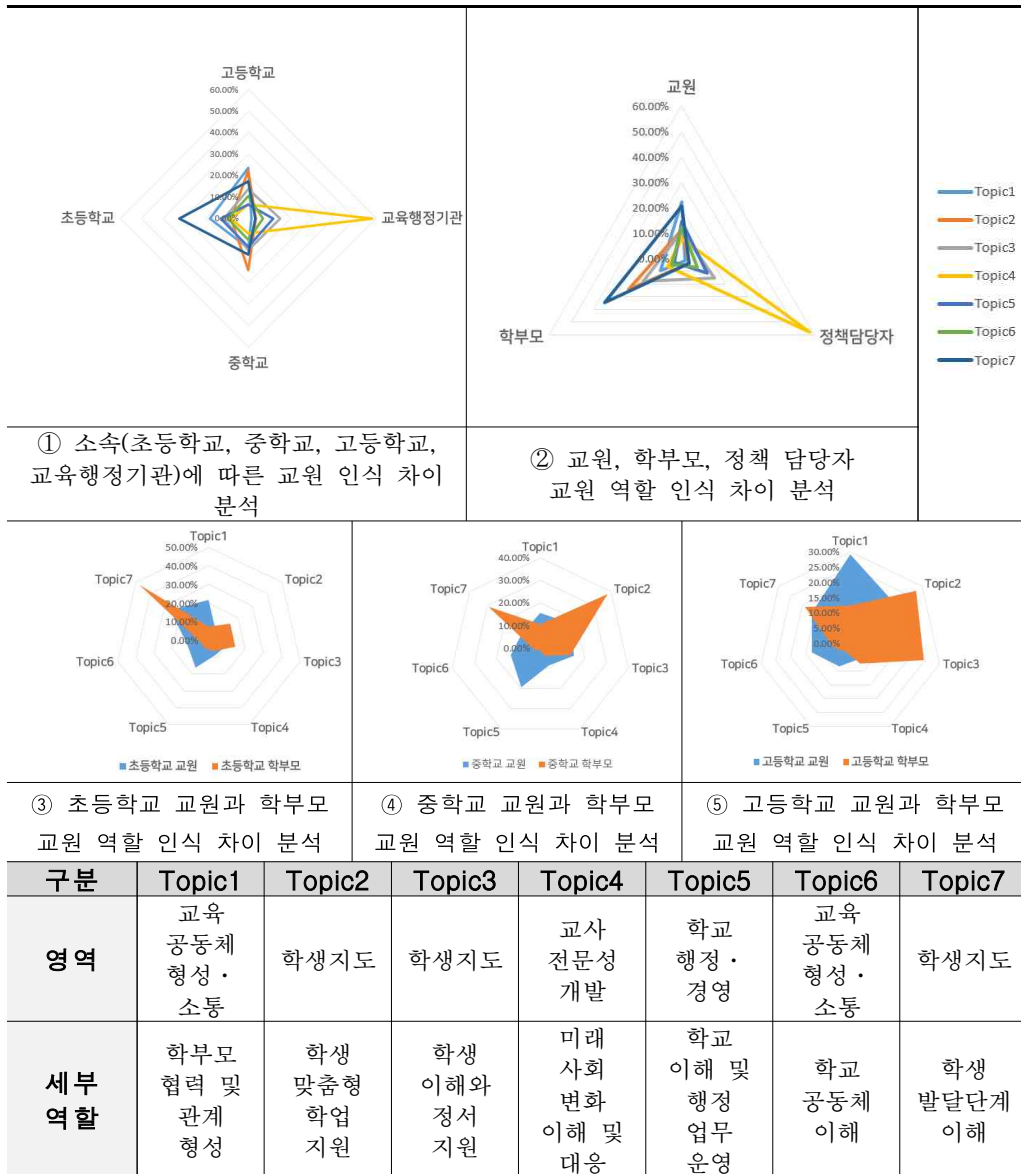 고등학교
60.00%
50.00%
40.00%
30.00%
20.00%
10.00%
0.00%
초등학교
교육행정기관
중학교
교원
60.00%
50.00%
40.00%
30.00%
20.00%
10.00%
0.00%
학부모
정책담당자
Topic1
Topic2
Topic3
Topic4
Topic5
Topic6
Topic7
① 소속(초등학교, 중학교, 고등학교,
교육행정기관)에 따른 교원 인식 차이
분석
② 교원, 학부모, 정책 담당자
교원 역할 인식 차이 분석
Topic1
50.00%
40.00%
30.00%
20.00%
10.00%
0.00%
Topic2
Topic3
Topic4
Topic5
Topic6
Topic7
초등학교 교원 초등학교 학부모
Topic1
40.00%
30.00%
20.00%
10.00%
0.00%
Topic2
Topic3
Topic4
Topic5
Topic6
Topic7
중학교 교원 중학교 학부모
Topic1
30.00%
25.00%
20.00%
15.00%
10.00%
5.00%
0.00%
Topic2
Topic3
Topic4
Topic5
Topic6
Topic7
고등학교 교원 고등학교 학부모
③ 초등학교 교원과 학부모
교원 역할 인식 차이 분석
④ 중학교 교원과 학부모
교원 역할 인식 차이 분석
⑤ 고등학교 교원과 학부모
교원 역할 인식 차이 분석
구분 Topic1 Topic2 Topic3 Topic4 Topic5 Topic6 Topic7
영역
교육
공동체
형성·
소통
학생지도
학생지도
교사
전문성
개발
학교
행정·
경영
교육
공동체
형성·
소통
학생지도
세부
역할
학부모
협력 및
관계
형성
학생
맞춤형
학업
지원
학생
이해와
정서
지원
미래
사회
변화
이해 및
대응
학교
이해 및
행정
업무
운영
학교
공동체
이해
학생
발달단계
이해